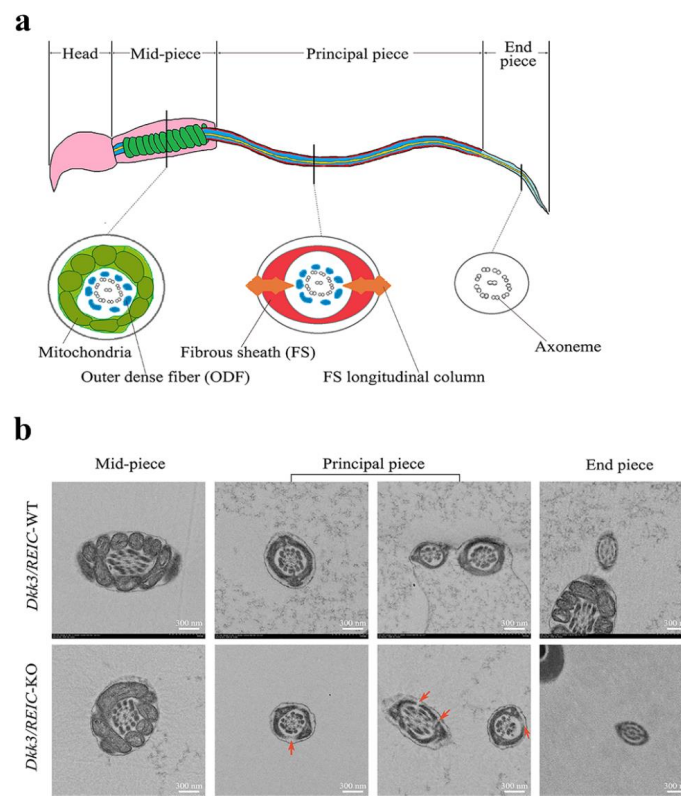 a
Head
Mid-piece
Principal piece
End
piece
Mitochondria
Outer dense fiber (ODF)
Fibrous sheath (FS)
FS longitudinal column
Axoneme
b
Mid-piece
Principal piece
End piece
Dkk3/REIC-WT
300 nm
300 nm
300 nm
300 nm
Dkk3/REIC-KO
300 nm
300 nm
300 nm
300 nm